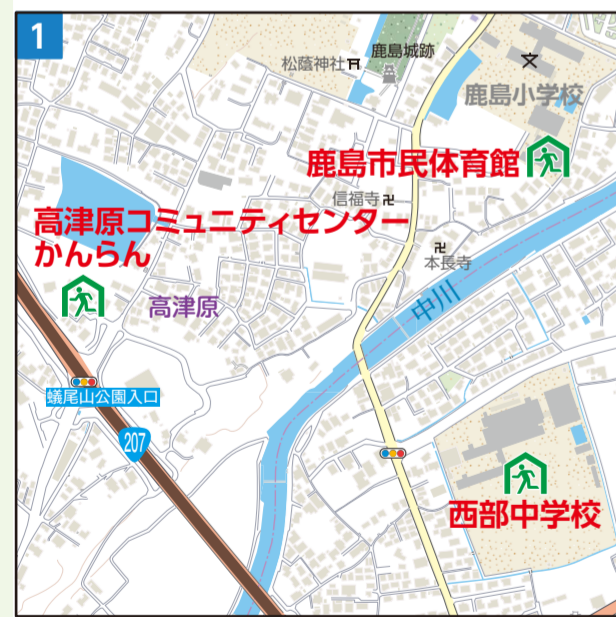 1
松蔭神社
鹿島城跡
文
鹿島小学校
鹿島市民体育館
信福寺
高津原コミュニティセンター
かんらん
本長寺
高津原
中川
蟻尾山公園入口
207
西部中学校